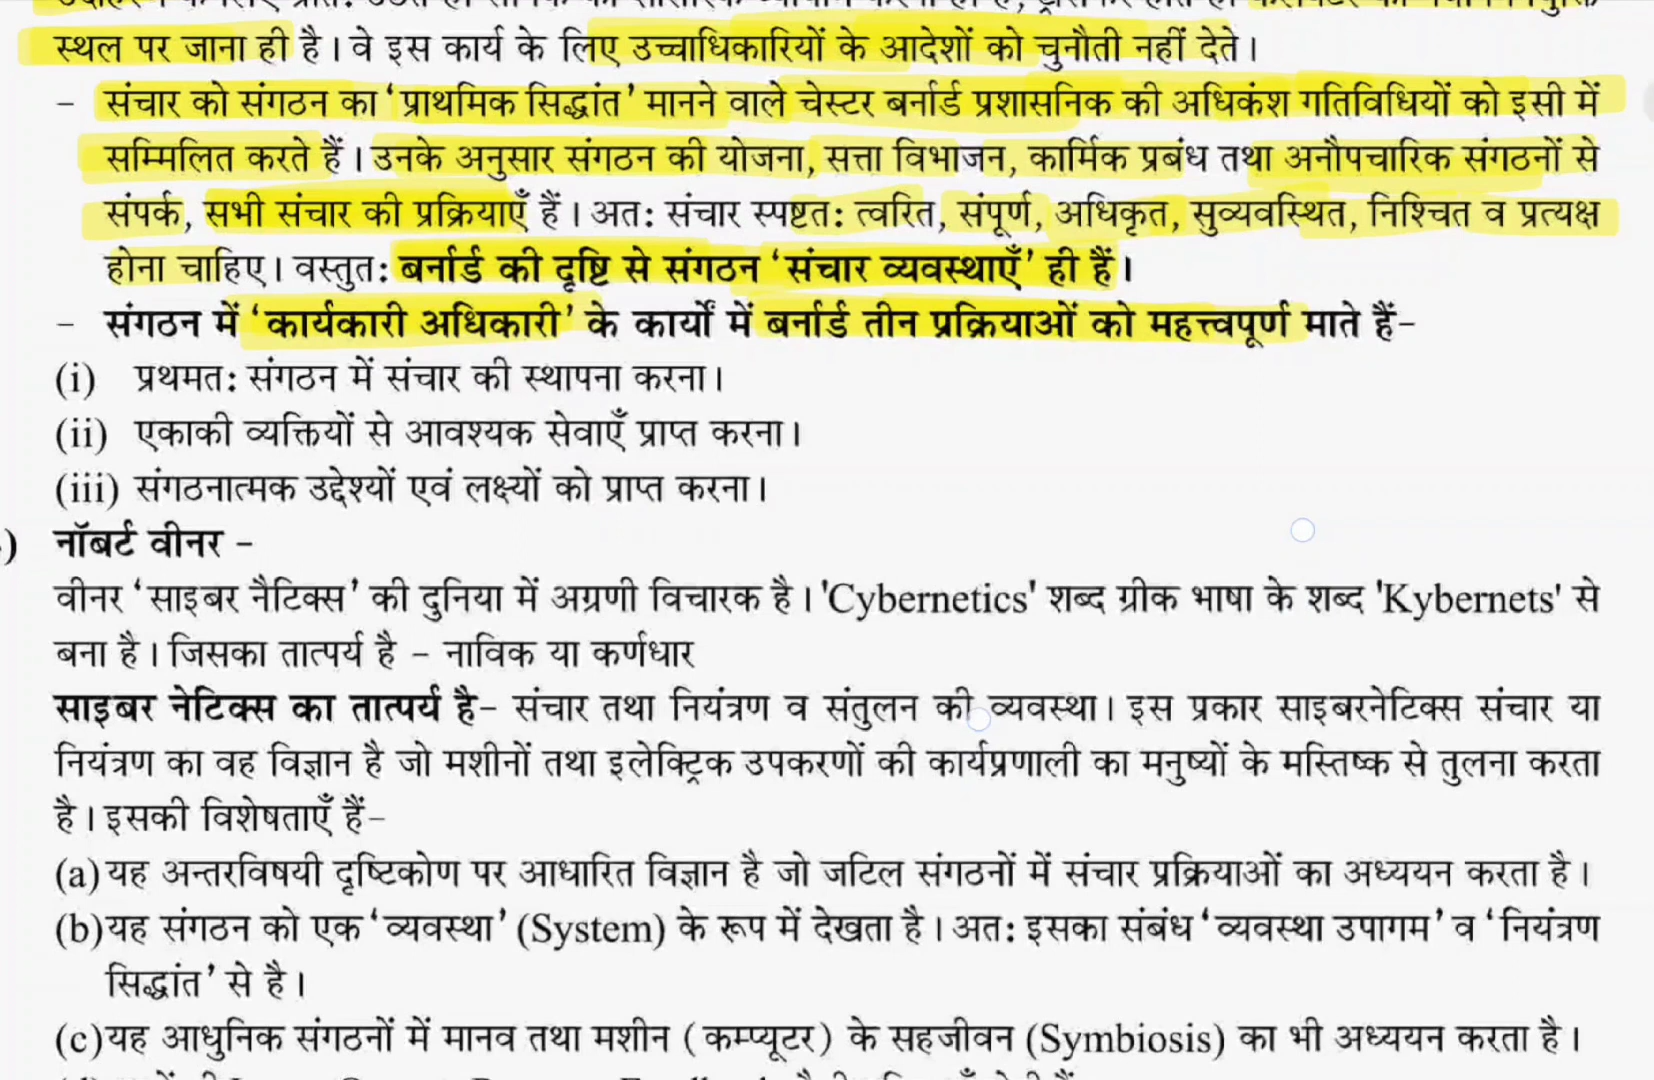 स्थल पर जाना ही है। वे इस कार्य के लिए उच्चाधिकारियों के आदेशों को चुनौती नहीं देते।
– संचार को संगठन का ‘प्राथमिक सिद्धांत’ मानने वाले चेस्टर बर्नार्ड प्रशासनिक की अधिकंश गतिविधियों को इसी में
सम्मिलित करते हैं। उनके अनुसार संगठन की योजना, सत्ता विभाजन, कार्मिक प्रबंध तथा अनौपचारिक संगठनों से
संपर्क, सभी संचार की प्रक्रियाएँ हैं। अत: संचार स्पष्टत: त्वरित, संपूर्ण, अधिकृत, सुव्यवस्थित, निश्चित व प्रत्यक्ष
होना चाहिए। वस्तुत: बर्नार्ड की दृष्टि से संगठन ‘संचार व्यवस्थाएँ’ ही हैं।
– संगठन में ‘कार्यकारी अधिकारी’ के कार्यों में बर्नार्ड तीन प्रक्रियाओं को महत्त्वपूर्ण माते हैं–
(i) प्रथमत: संगठन में संचार की स्थापना करना।
(ii) एकाकी व्यक्तियों से आवश्यक सेवाएँ प्राप्त करना।
(iii) संगठनात्मक उद्देश्यों एवं लक्ष्यों को प्राप्त करना।
) नॉबर्ट वीनर –
वीनर ‘साइबर नैटिक्स’ की दुनिया में अग्रणी विचारक है। 'Cybernetics' शब्द ग्रीक भाषा के शब्द 'Kybernets' से
बना है। जिसका तात्पर्य है – नाविक या कर्णधार
साइबर नेटिक्स का तात्पर्य है– संचार तथा नियंत्रण व संतुलन की व्यवस्था। इस प्रकार साइबरनेटिक्स संचार या
नियंत्रण का वह विज्ञान है जो मशीनों तथा इलेक्ट्रिक उपकरणों की कार्यप्रणाली का मनुष्यों के मस्तिष्क से तुलना करता
है। इसकी विशेषताएँ हैं–
(a) यह अन्तरविषयी दृष्टिकोण पर आधारित विज्ञान है जो जटिल संगठनों में संचार प्रक्रियाओं का अध्ययन करता है।
(b) यह संगठन को एक ‘व्यवस्था’ (System) के रूप में देखता है। अत: इसका संबंध ‘व्यवस्था उपागम’ व ‘नियंत्रण
सिद्धांत’ से है।
(c) यह आधुनिक संगठनों में मानव तथा मशीन (कम्प्यूटर) के सहजीवन (Symbiosis) का भी अध्ययन करता है।